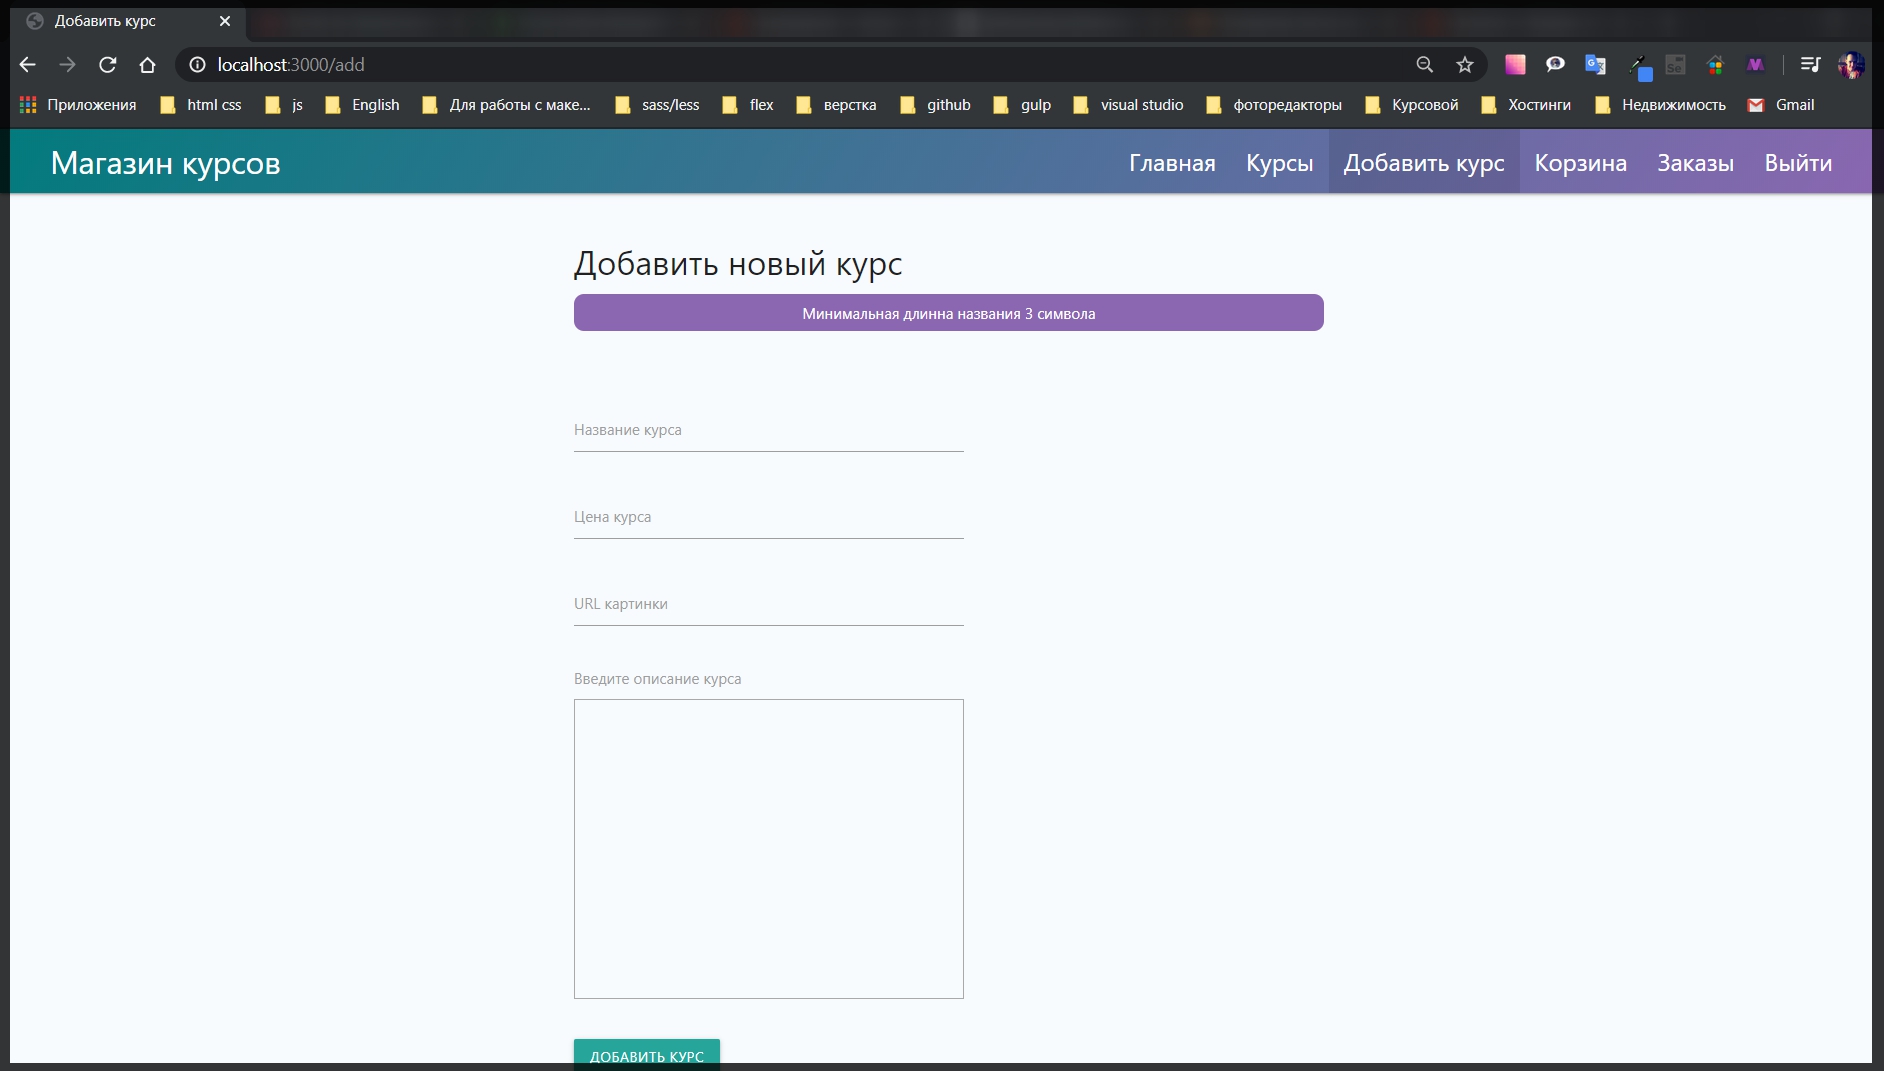 Добавить курс
localhost:3000/add
Приложения html css js English Для работы с маке... sass/less flex верстка github gulp visual studio фоторедакторы Курсовой Хостинги Недвижимость Gmail
Магазин курсов Главная Курсы Добавить курс Корзина Заказы Выйти
Добавить новый курс
Минимальная длинна названия 3 символа
Название курса
Цена курса
URL картинки
Введите описание курса
ДОБАВИТЬ КУРС